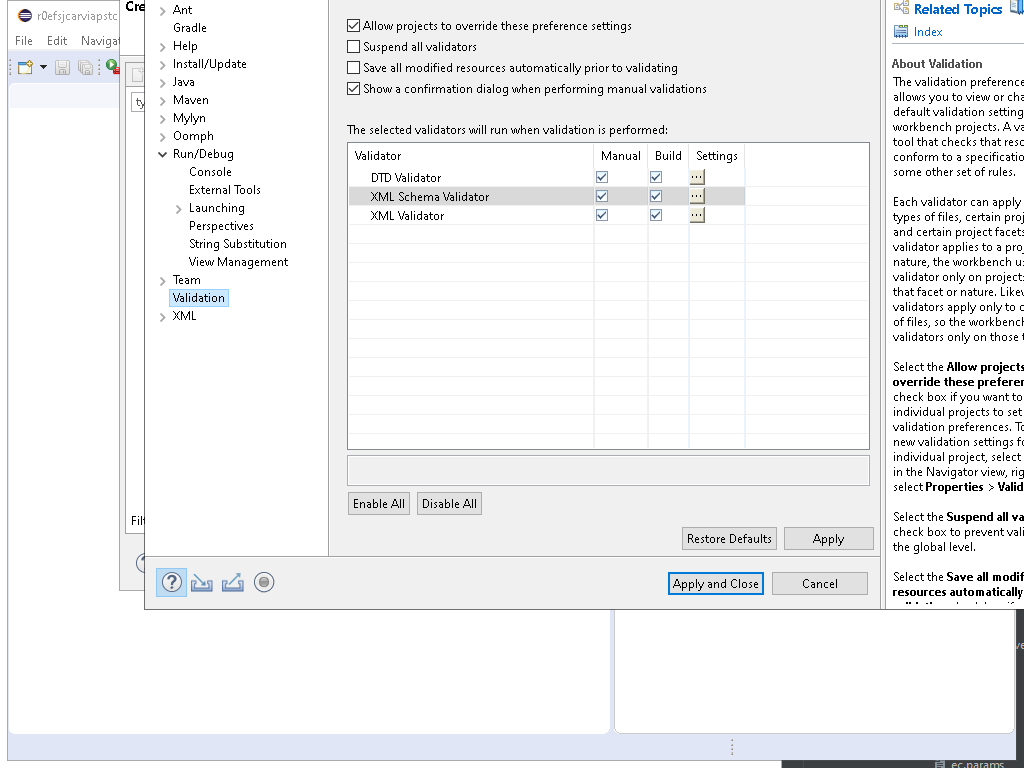 r0efsjcarviapstc
File Edit Navigat
Cre
ty
Filt
Ant
Gradle
Help
Install/Update
Java
Maven
Mylyn
Oomph
Run/Debug
Console
External Tools
Launching
Perspectives
String Substitution
View Management
Team
Validation
XML
Allow projects to override these preference settings
Suspend all validators
Save all modified resources automatically prior to validating
Show a confirmation dialog when performing manual validations
The selected validators will run when validation is performed:
Validator Manual Build Settings
DTD Validator ...
XML Schema Validator ...
XML Validator ...
Enable All Disable All
Restore Defaults Apply
Apply and Close Cancel
Related Topics
Index
About Validation
The validation preference
allows you to view or cha
default validation setting
workbench projects. A va
tool that checks that reso
conform to a specificatio
some other set of rules.
Each validator can apply
types of files, certain proj
and certain project facets
validator applies to a proj
nature, the workbench u
validator only on projects
that facet or nature. Likev
validators apply only to c
of files, so the workbench
validators only on those t
Select the Allow projects
override these preferen
check box if you want to
individual projects to set
validation preferences. To
new validation settings fo
individual project, select
in the Navigator view, rig
select Properties > Valid
Select the Suspend all va
check box to prevent vali
the global level.
Select the Save all modif
resources automatically
ec.params